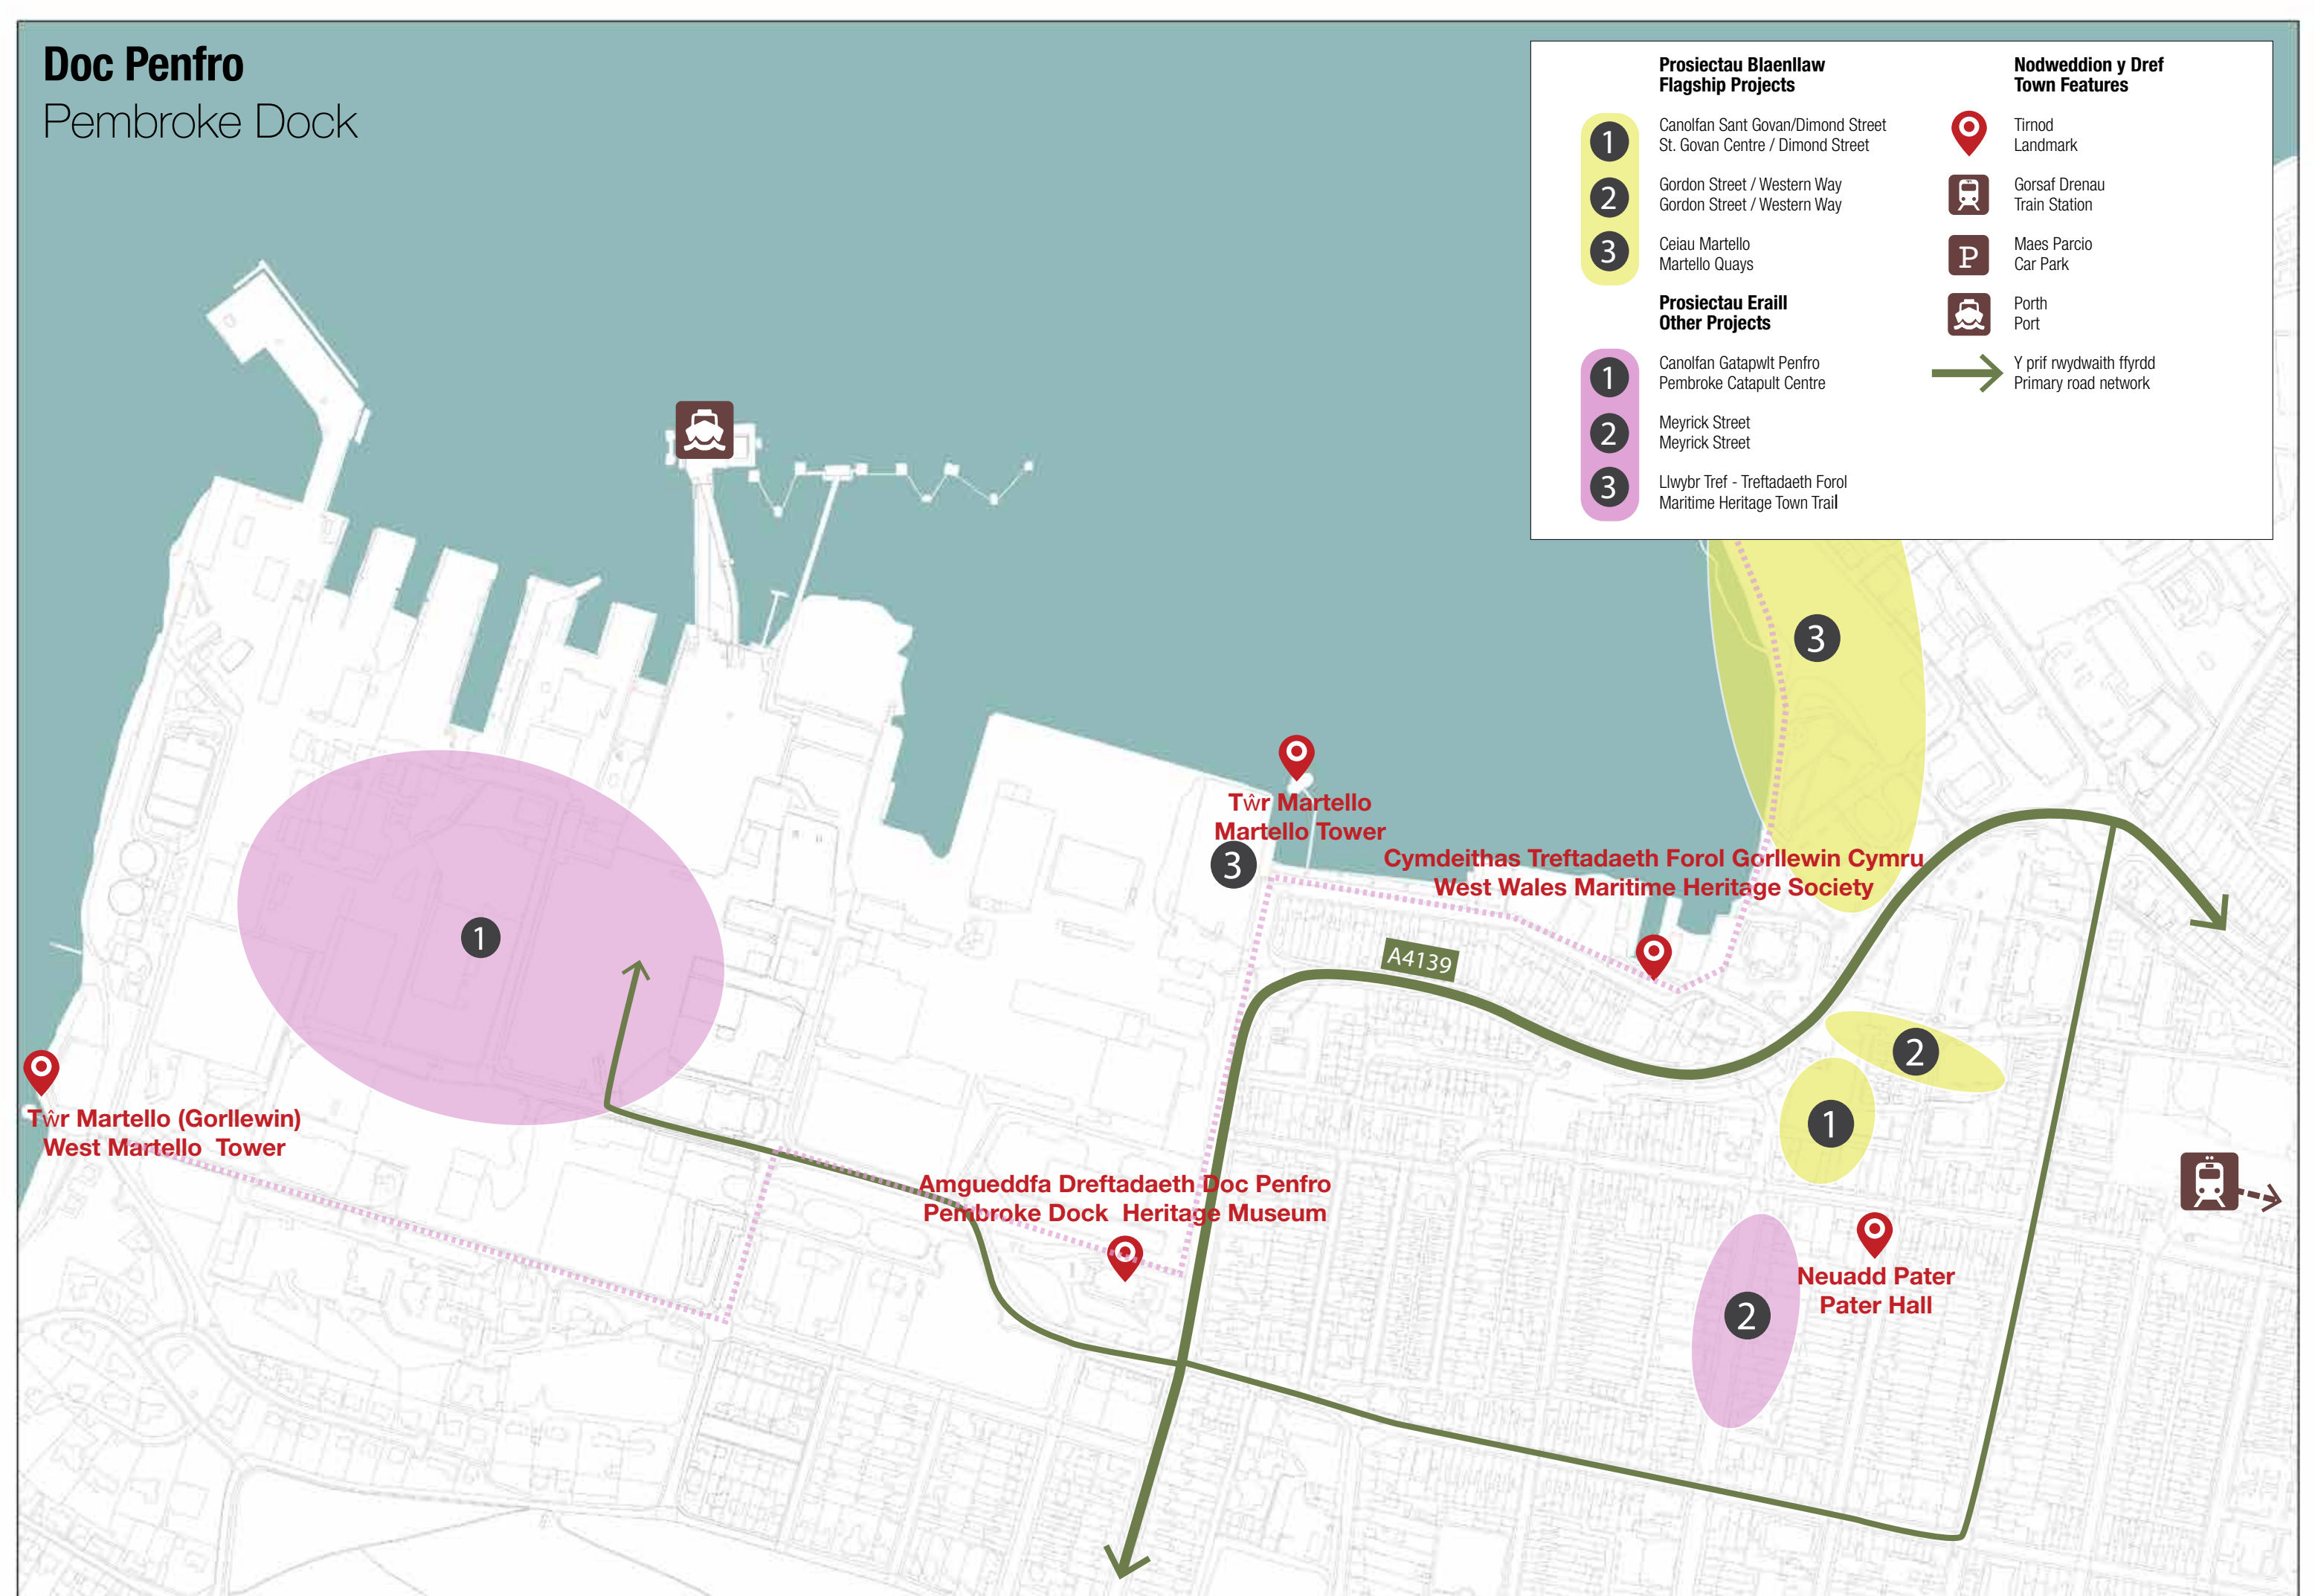 Doc Penfro
Pembroke Dock
Prosiectau Blaenllaw
Flagship Projects
1
Canolfan Sant Govan/Dimond Street
St. Govan Centre / Dimond Street
2
Gordon Street / Western Way
Gordon Street / Western Way
3
Ceiau Martello
Martello Quays
Prosiectau Eraill
Other Projects
1
Canolfan Gatapwlt Penfro
Pembroke Catapult Centre
2
Meyrick Street
Meyrick Street
3
Llwybr Tref - Treftadaeth Forol
Maritime Heritage Town Trail
Nodweddion y Dref
Town Features
Tirnod
Landmark
Gorsaf Drenau
Train Station
P
Maes Parcio
Car Park
Porth
Port
Y prif rwydwaith ffyrdd
Primary road network
3
Tŵr Martello
Martello Tower
3
Cymdeithas Treftadaeth Forol Gorllewin Cymru
West Wales Maritime Heritage Society
1
A4139
2
1
Tŵr Martello (Gorllewin)
West Martello Tower
Amgueddfa Dreftadaeth Doc Penfro
Pembroke Dock Heritage Museum
Neuadd Pater
Pater Hall
2